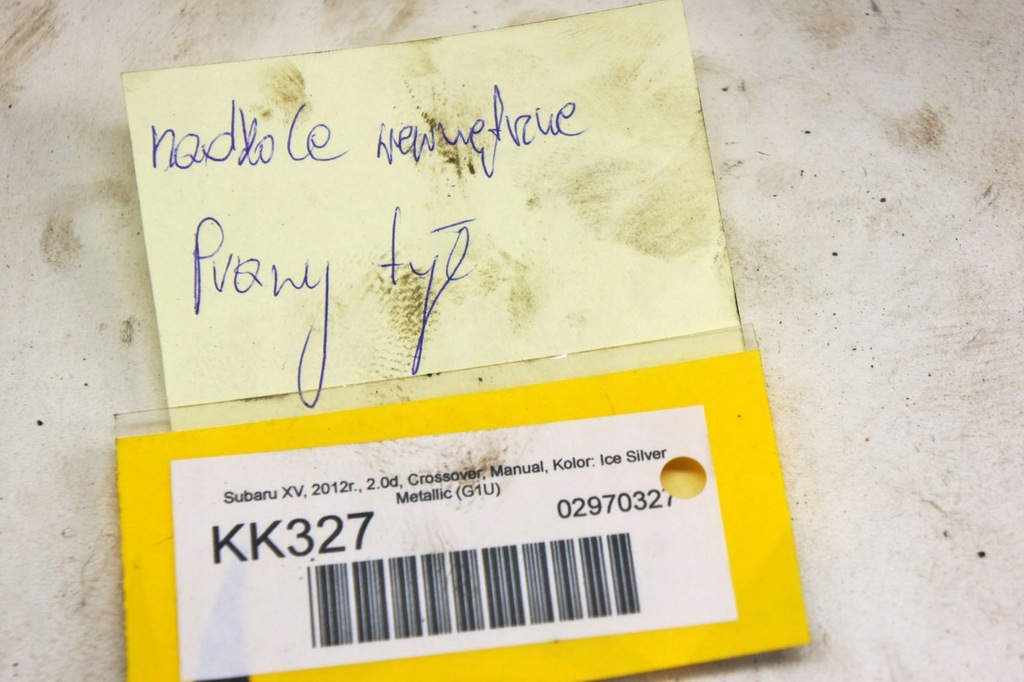 nadkole wewnętrzne
Prawy tył
Subaru XV, 2012r., 2.0d, Crossover, Manual, Kolor: Ice Silver
Metallic (G1U)
KK327
02970327